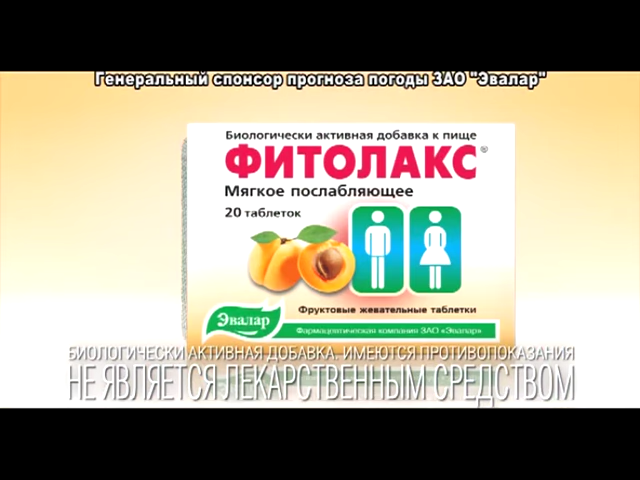 Генеральный спонсор прогноза погоды ЗАО "Эвалар"
Биологически активная добавка к пище
ФИТОЛАКС®
Мягкое послабляющее
20 таблеток
Фруктовые жевательные таблетки
Эвалар
Фармацевтическая компания ЗАО «Эвалар»
БИОЛОГИЧЕСКИ АКТИВНАЯ ДОБАВКА. ИМЕЮТСЯ ПРОТИВОПОКАЗАНИЯ
НЕ ЯВЛЯЕТСЯ ЛЕКАРСТВЕННЫМ СРЕДСТВОМ